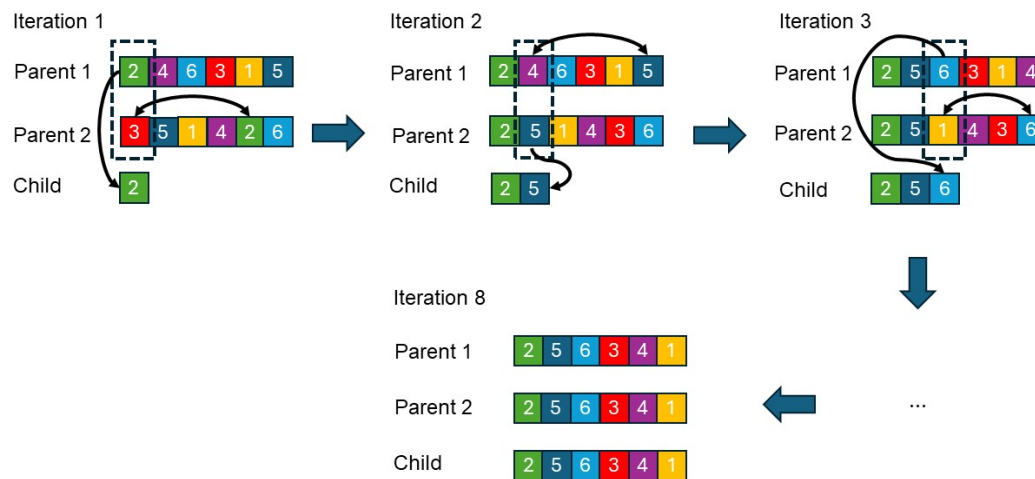 Iteration 1
Parent 1
2 4 6 3 1 5
Parent 2
3 5 1 4 2 6
Child
2
Iteration 2
Parent 1
2 4 6 3 1 5
Parent 2
2 5 1 4 3 6
Child
2 5
Iteration 3
Parent 1
2 5 6 3 1 4
Parent 2
2 5 1 4 3 6
Child
2 5 6
...
Iteration 8
Parent 1
2 5 6 3 4 1
Parent 2
2 5 6 3 4 1
Child
2 5 6 3 4 1